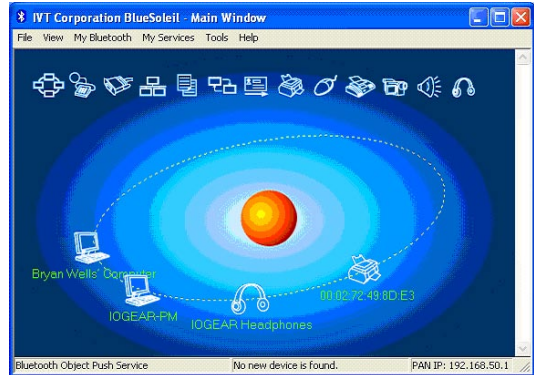 IVT Corporation BlueSoleil - Main Window
File View My Bluetooth My Services Tools Help
Bryan Wells' Computer
IOGEAR-PM
IOGEAR Headphones
00:02:72:49:8D:E3
Bluetooth Object Push Service No new device is found. PAN IP: 192.168.50.1